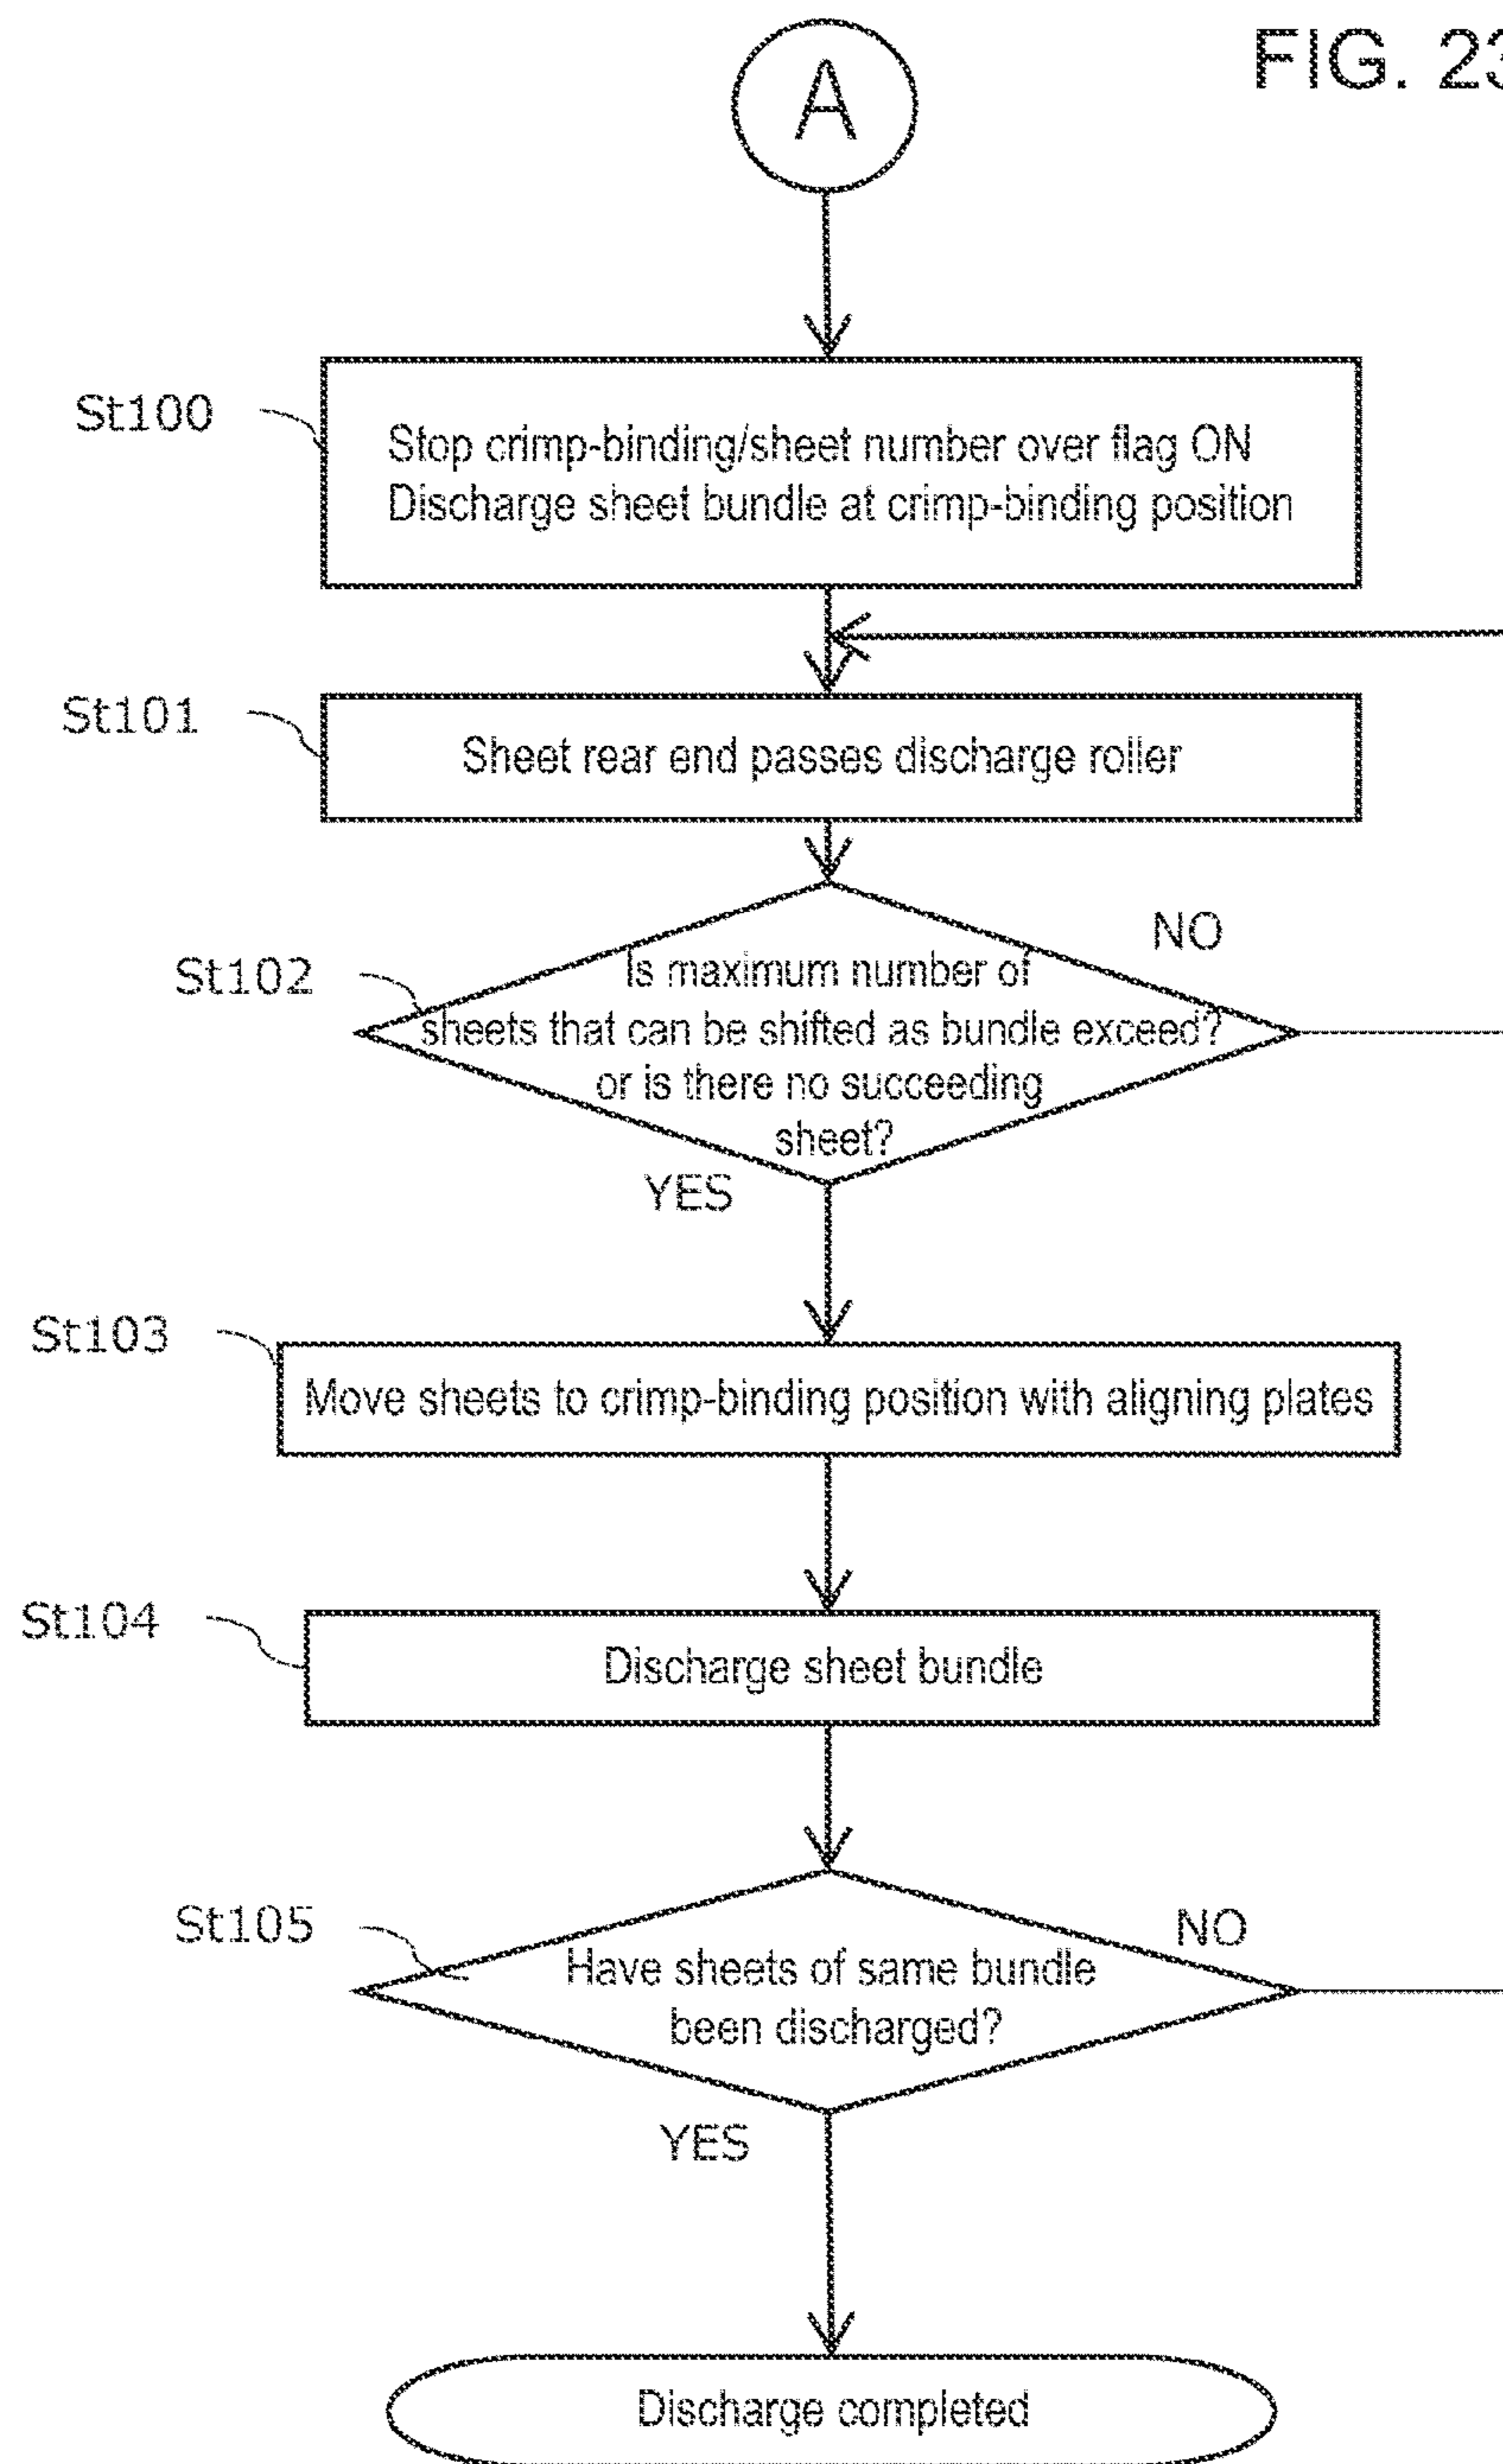 FIG. 23
A
St100
Stop crimp-binding/sheet number over flag ON
Discharge sheet bundle at crimp-binding position
St101
Sheet rear end passes discharge roller
NO
St102
Is maximum number of
sheets that can be shifted as bundle exceed?
or is there no succeeding
sheet?
YES
St103
Move sheets to crimp-binding position with aligning plates
St104
Discharge sheet bundle
St105
NO
Have sheets of same bundle
been discharged?
YES
Discharge completed